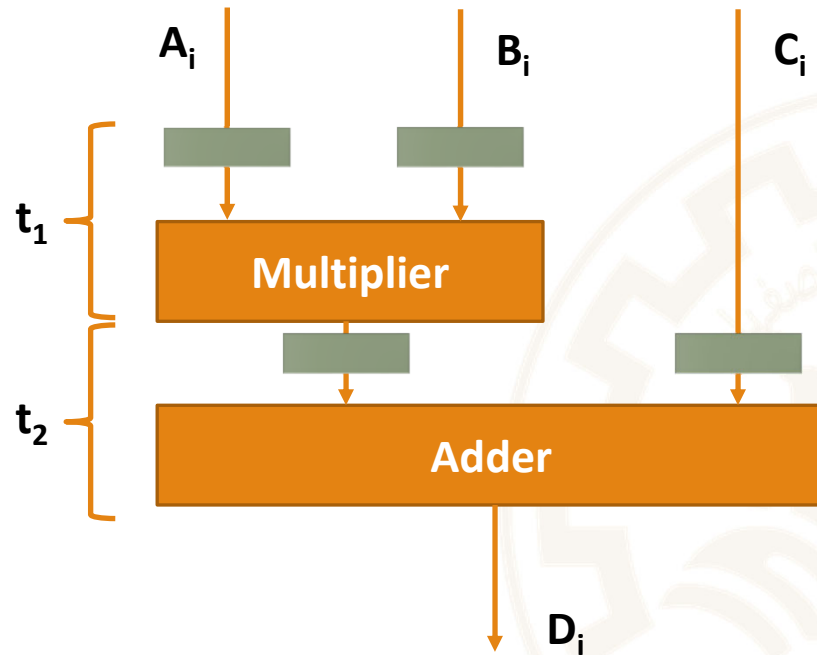 Aᵢ
Bᵢ
Cᵢ
t₁
Multiplier
t₂
Adder
Dᵢ